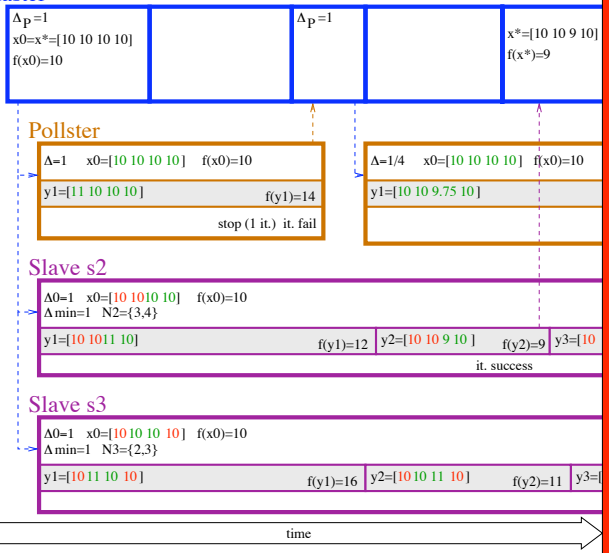 Δp=1
x0=x*=[10 10 10 10]
f(x0)=10
Δp=1
x*=[10 10 9 10]
f(x*)=9
Pollster
Δ=1 x0=[10 10 10 10] f(x0)=10
y1=[11 10 10 10] f(y1)=14
stop (1 it.) it. fail
Δ=1/4 x0=[10 10 10 10] f(x0)=10
y1=[10 10 9.75 10]
Slave s2
Δ0=1 x0=[10 1010 10] f(x0)=10
Δmin=1 N2={3,4}
y1=[10 1011 10] f(y1)=12 y2=[10 10 9 10] f(y2)=9 y3=[10
it. success
Slave s3
Δ0=1 x0=[10 10 10 10] f(x0)=10
Δmin=1 N3={2,3}
y1=[10 11 10 10] f(y1)=16 y2=[10 10 11 10] f(y2)=11 y3=[
time